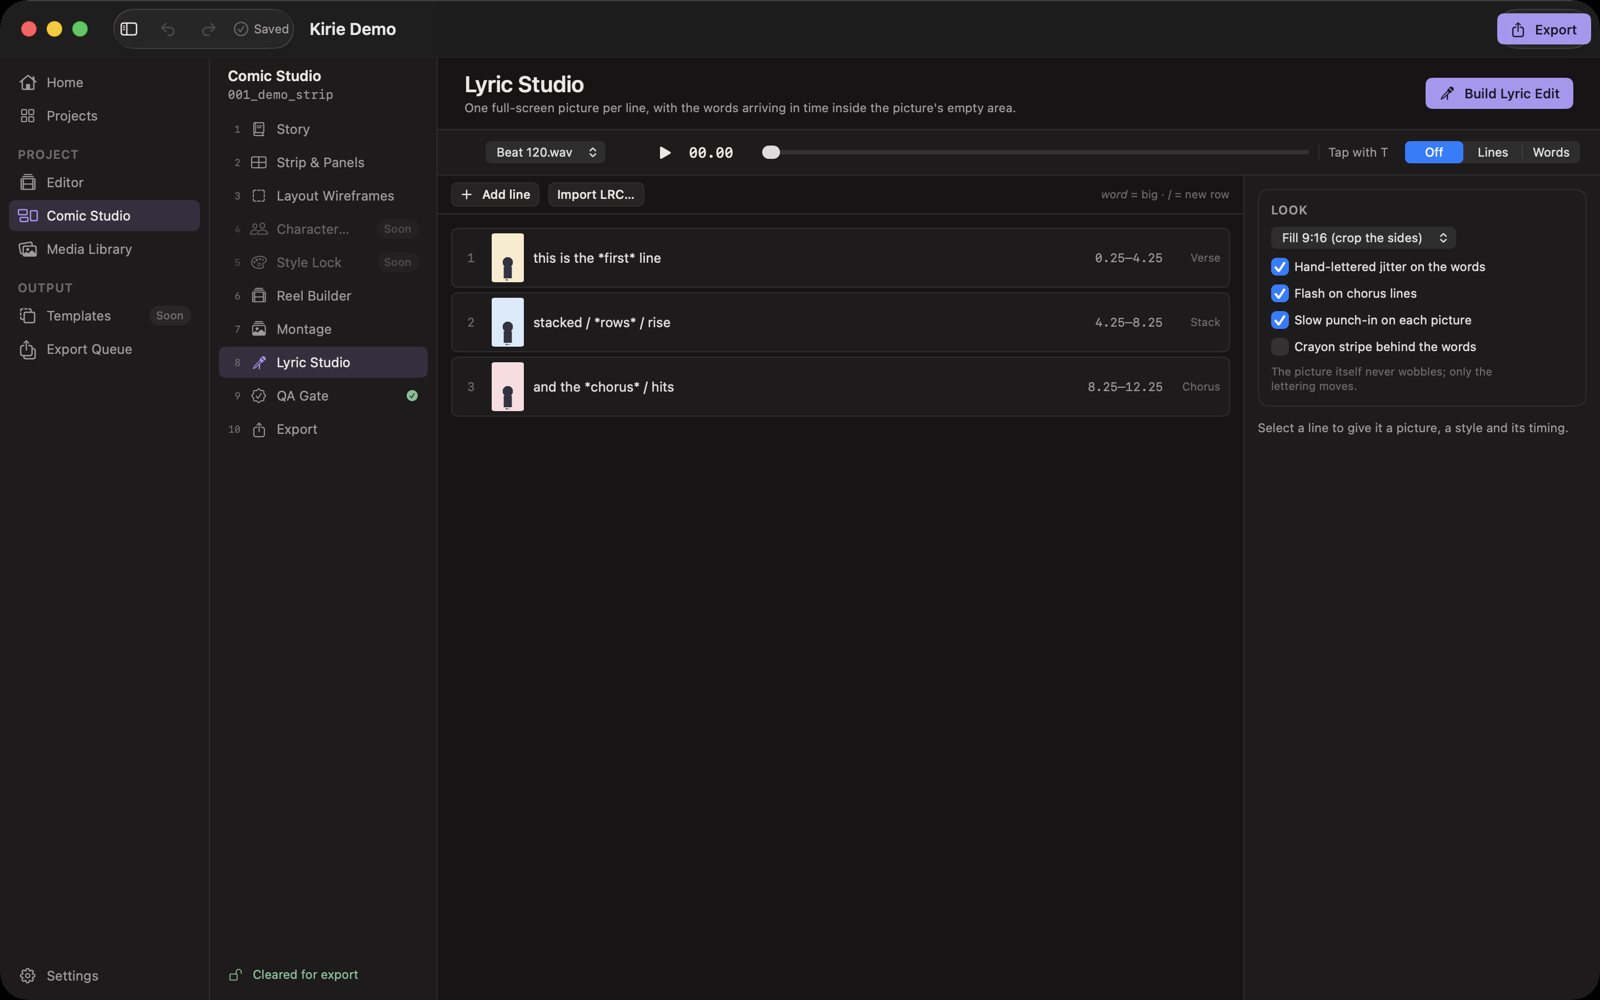 Saved
Kirie Demo
Export
Home
Projects
PROJECT
Editor
Comic Studio
Media Library
OUTPUT
Templates Soon
Export Queue
Settings
Comic Studio
001_demo_strip
1 Story
2 Strip & Panels
3 Layout Wireframes
4 Character... Soon
5 Style Lock Soon
6 Reel Builder
7 Montage
8 Lyric Studio
9 QA Gate
10 Export
Cleared for export
Lyric Studio
One full-screen picture per line, with the words arriving in time inside the picture's empty area.
Build Lyric Edit
Beat 120.wav
00.00
Tap with T
Off Lines Words
Add line
Import LRC...
word = big · / = new row
1 this is the *first* line 0.25—4.25 Verse
2 stacked / *rows* / rise 4.25—8.25 Stack
3 and the *chorus* / hits 8.25—12.25 Chorus
LOOK
Fill 9:16 (crop the sides)
Hand-lettered jitter on the words
Flash on chorus lines
Slow punch-in on each picture
Crayon stripe behind the words
The picture itself never wobbles; only the
lettering moves.
Select a line to give it a picture, a style and its timing.